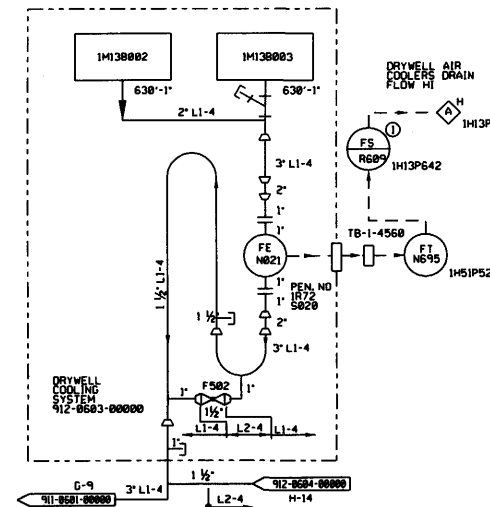 1M13B002
1M13B003
630'-1"
630'-1"
2" L1-4
DRYWELL AIR
COOLERS DRAIN
FLOW HI
A
H
1H13P
1
FS
R609
1H13P642
3" L1-4
2"
1"
1"
FE
N021
TB-1-4560
FT
N695
1H51P52
1 ½" L1-4
1"
1"
PEN. NO
1R72
S020
1 ½"
2"
3" L1-4
DRYWELL
COOLING
SYSTEM
912-0603-00000
1"
F502
1"
1½"
L1-4
L2-4
L1-4
1"
G-9
3" L1-4
1 ½"
911-0601-00000
912-0604-00000
L2-4
H-14